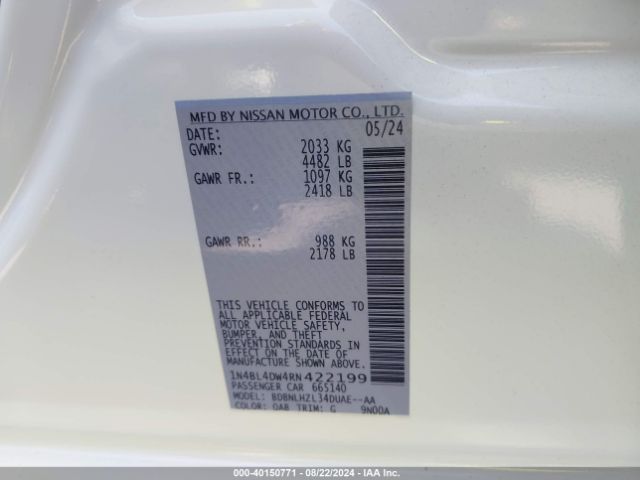 MFD BY NISSAN MOTOR CO., LTD.
DATE: 05/24
GVWR: 2033 KG
4482 LB
GAWR FR.: 1097 KG
2418 LB
GAWR RR.: 988 KG
2178 LB
THIS VEHICLE CONFORMS TO
ALL APPLICABLE FEDERAL
MOTOR VEHICLE SAFETY,
BUMPER, AND THEFT
PREVENTION STANDARDS IN
EFFECT ON THE DATE OF
MANUFACTURE SHOWN ABOVE.
1N4BL4DW4RN422199
PASSENGER CAR 665140
MODEL: BDBNLHZL34DUAE--AA
COLOR: QAB TRIM: G 9N00A
000-40150771 - 08/22/2024 - IAA Inc.